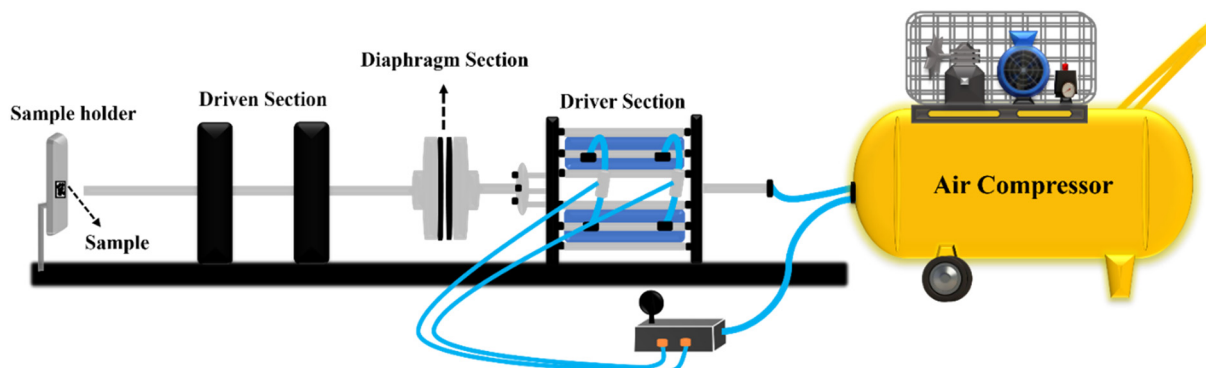 Diaphragm Section
Driven Section
Driver Section
Sample holder
Air Compressor
Sample